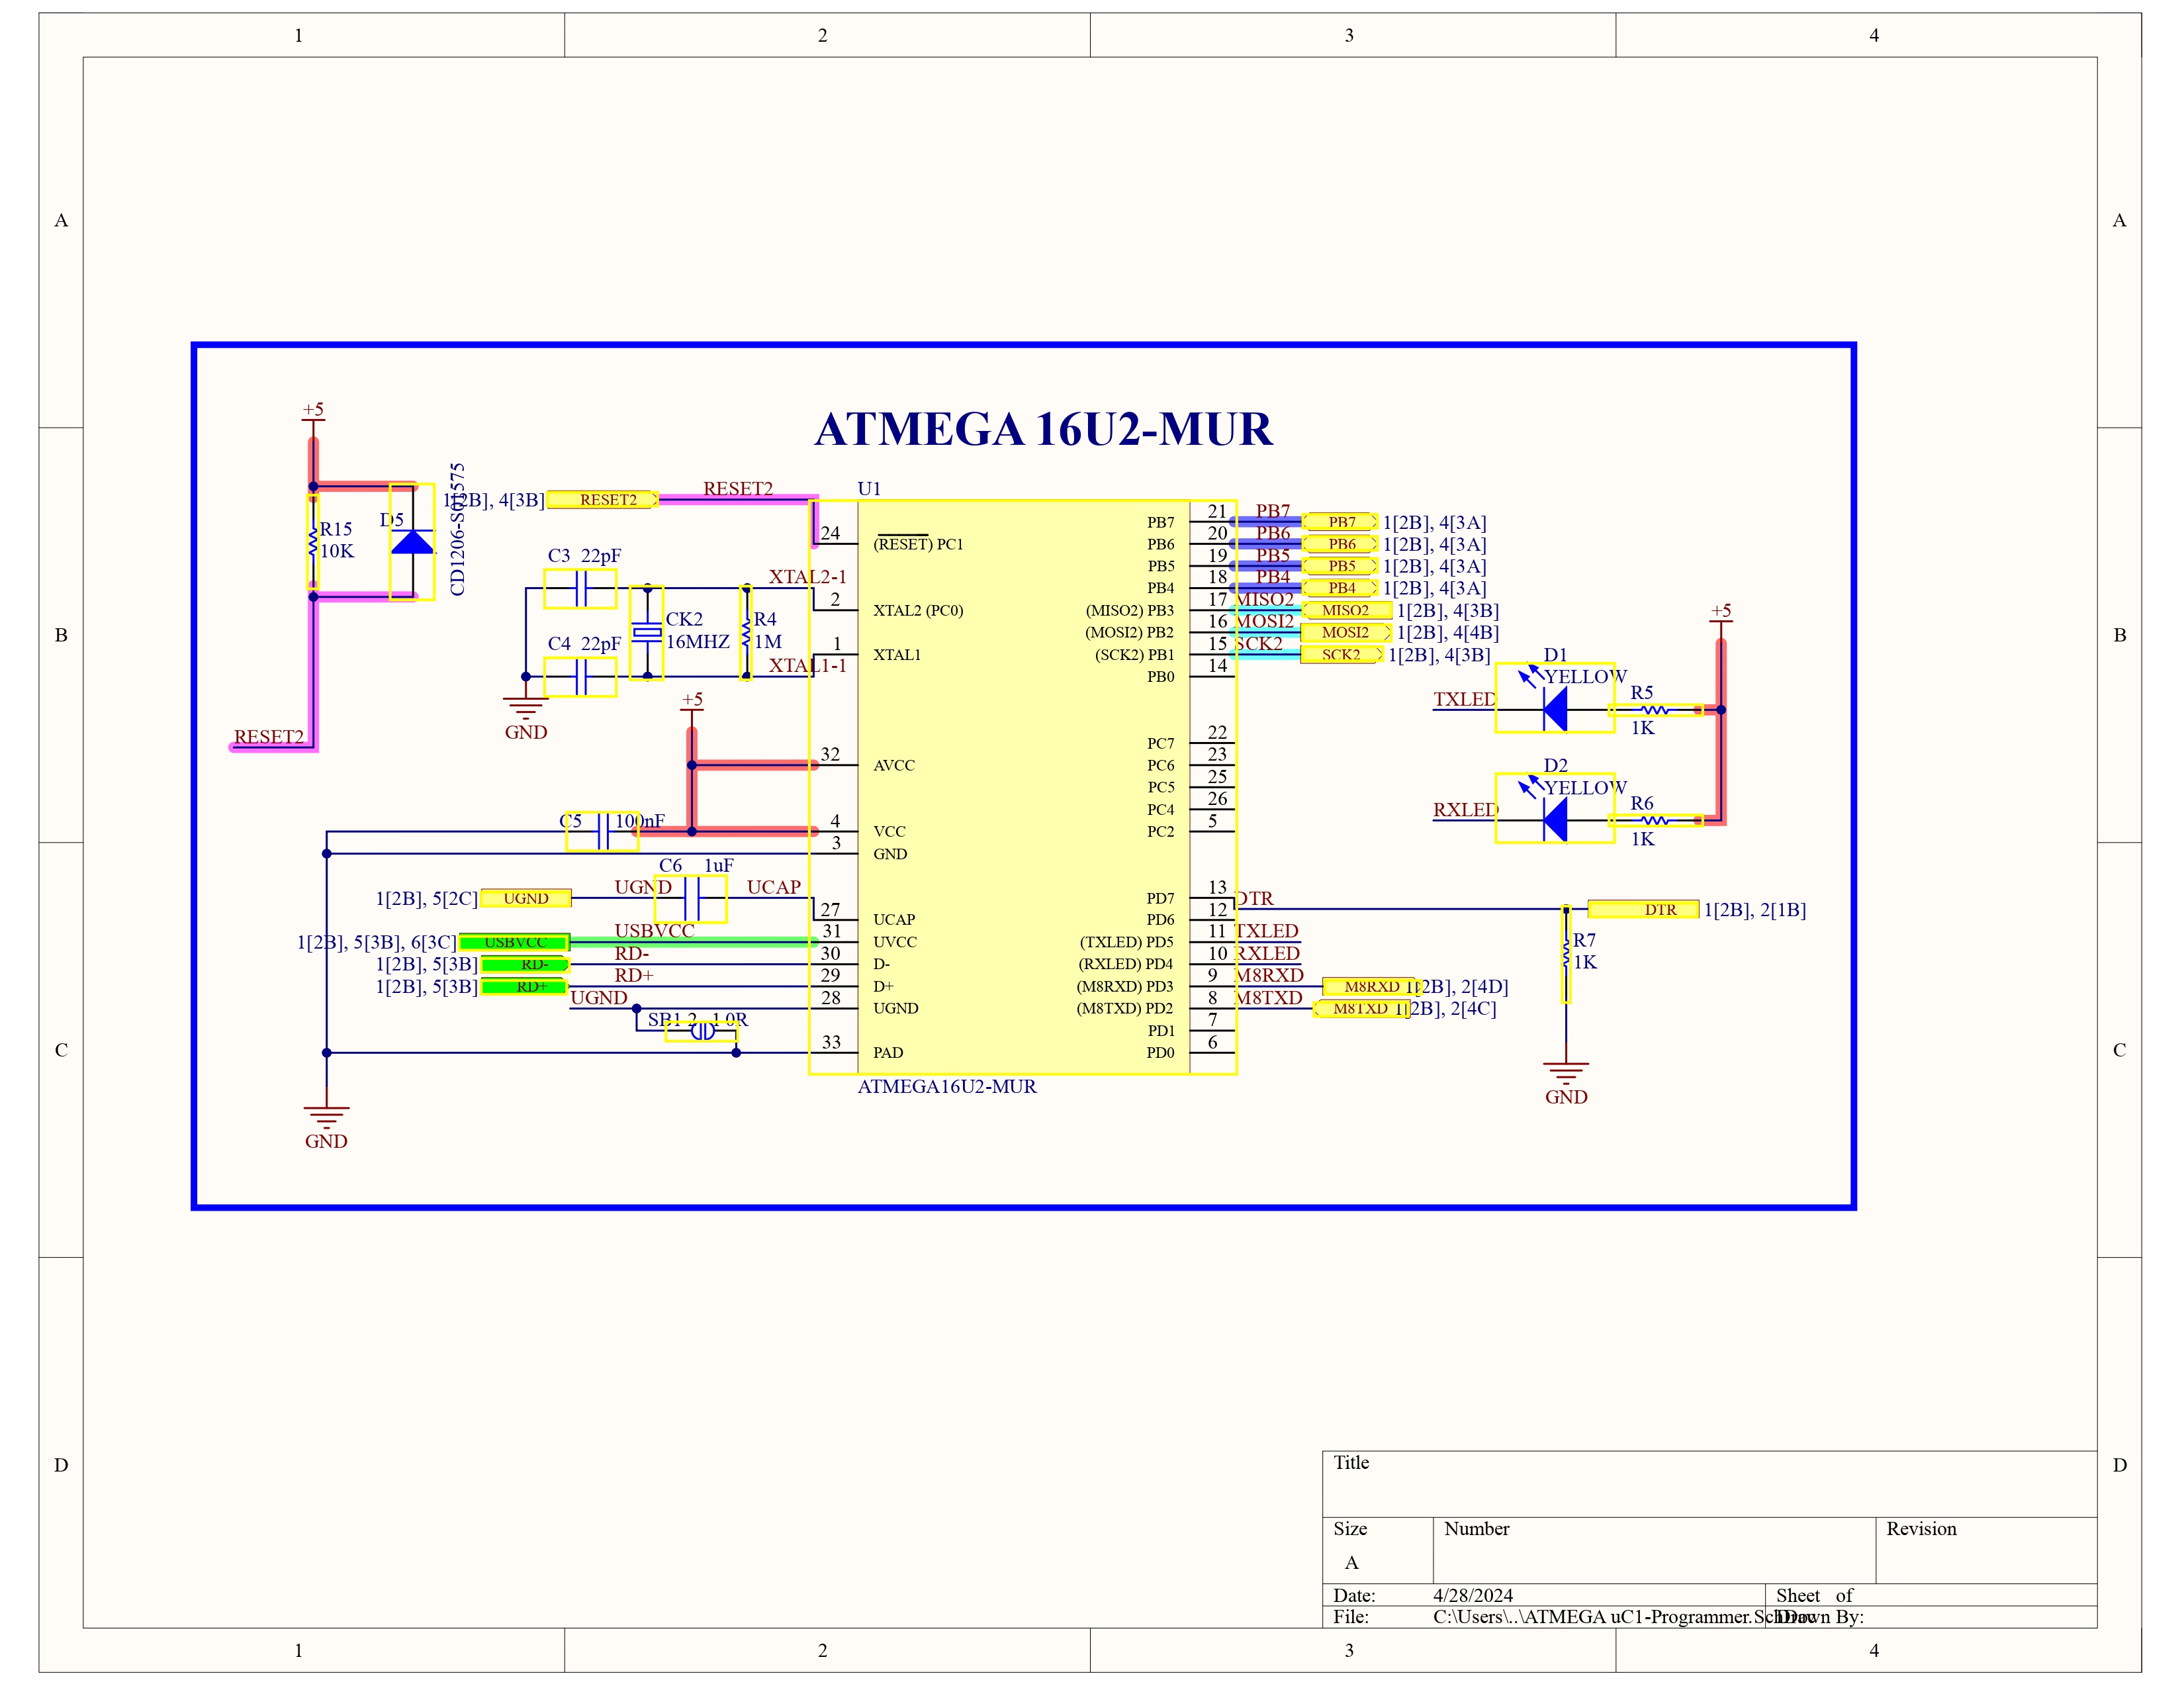 1 2 3 4
A A
+5
ATMEGA 16U2-MUR
CD1206-S01575
1[2B], 4[3B] RESET2 RESET2 U1
D5
R15
10K
24 (RESET) PC1
C3 22pF
XTAL2-1
2 XTAL2 (PC0)
CK2
16MHZ
R4
1M
C4 22pF
1 XTAL1
XTAL1-1
GND
RESET2
+5
32 AVCC
C5 100nF
4 VCC
3 GND
C6 1uF
1[2B], 5[2C] UGND UGND UCAP
27 UCAP
1[2B], 5[3B], 6[3C] USBVCC USBVCC 31 UVCC
1[2B], 5[3B] RD- RD- 30 D-
1[2B], 5[3B] RD+ RD+ 29 D+
UGND 28 UGND
33 PAD
GND
ATMEGA16U2-MUR
PB7 21 PB7 PB7 1[2B], 4[3A]
PB6 20 PB6 PB6 1[2B], 4[3A]
PB5 19 PB5 PB5 1[2B], 4[3A]
PB4 18 PB4 PB4 1[2B], 4[3A]
(MISO2) PB3 17 MISO2 MISO2 1[2B], 4[3B]
(MOSI2) PB2 16 MOSI2 MOSI2 1[2B], 4[4B]
(SCK2) PB1 15 SCK2 SCK2 1[2B], 4[3B]
PB0 14
PC7 22
PC6 23
PC5 25
PC4 26
PC2 5
PD7 13
DTR DTR 1[2B], 2[1B]
PD6 12
(TXLED) PD5 11 TXLED
(RXLED) PD4 10 RXLED
(M8RXD) PD3 9 M8RXD M8RXD 1[2B], 2[4D]
(M8TXD) PD2 8 M8TXD M8TXD 1[2B], 2[4C]
PD1 7
PD0 6
+5
D1
YELLOW
TXLED R5
1K
D2
YELLOW
RXLED R6
1K
R7
1K
GND
B B
C C
D D
Title
Size Number Revision
A
Date: 4/28/2024 Sheet of
File: C:\Users\..\ATMEGA uC1-Programmer.SchDoc Drawn By:
1 2 3 4